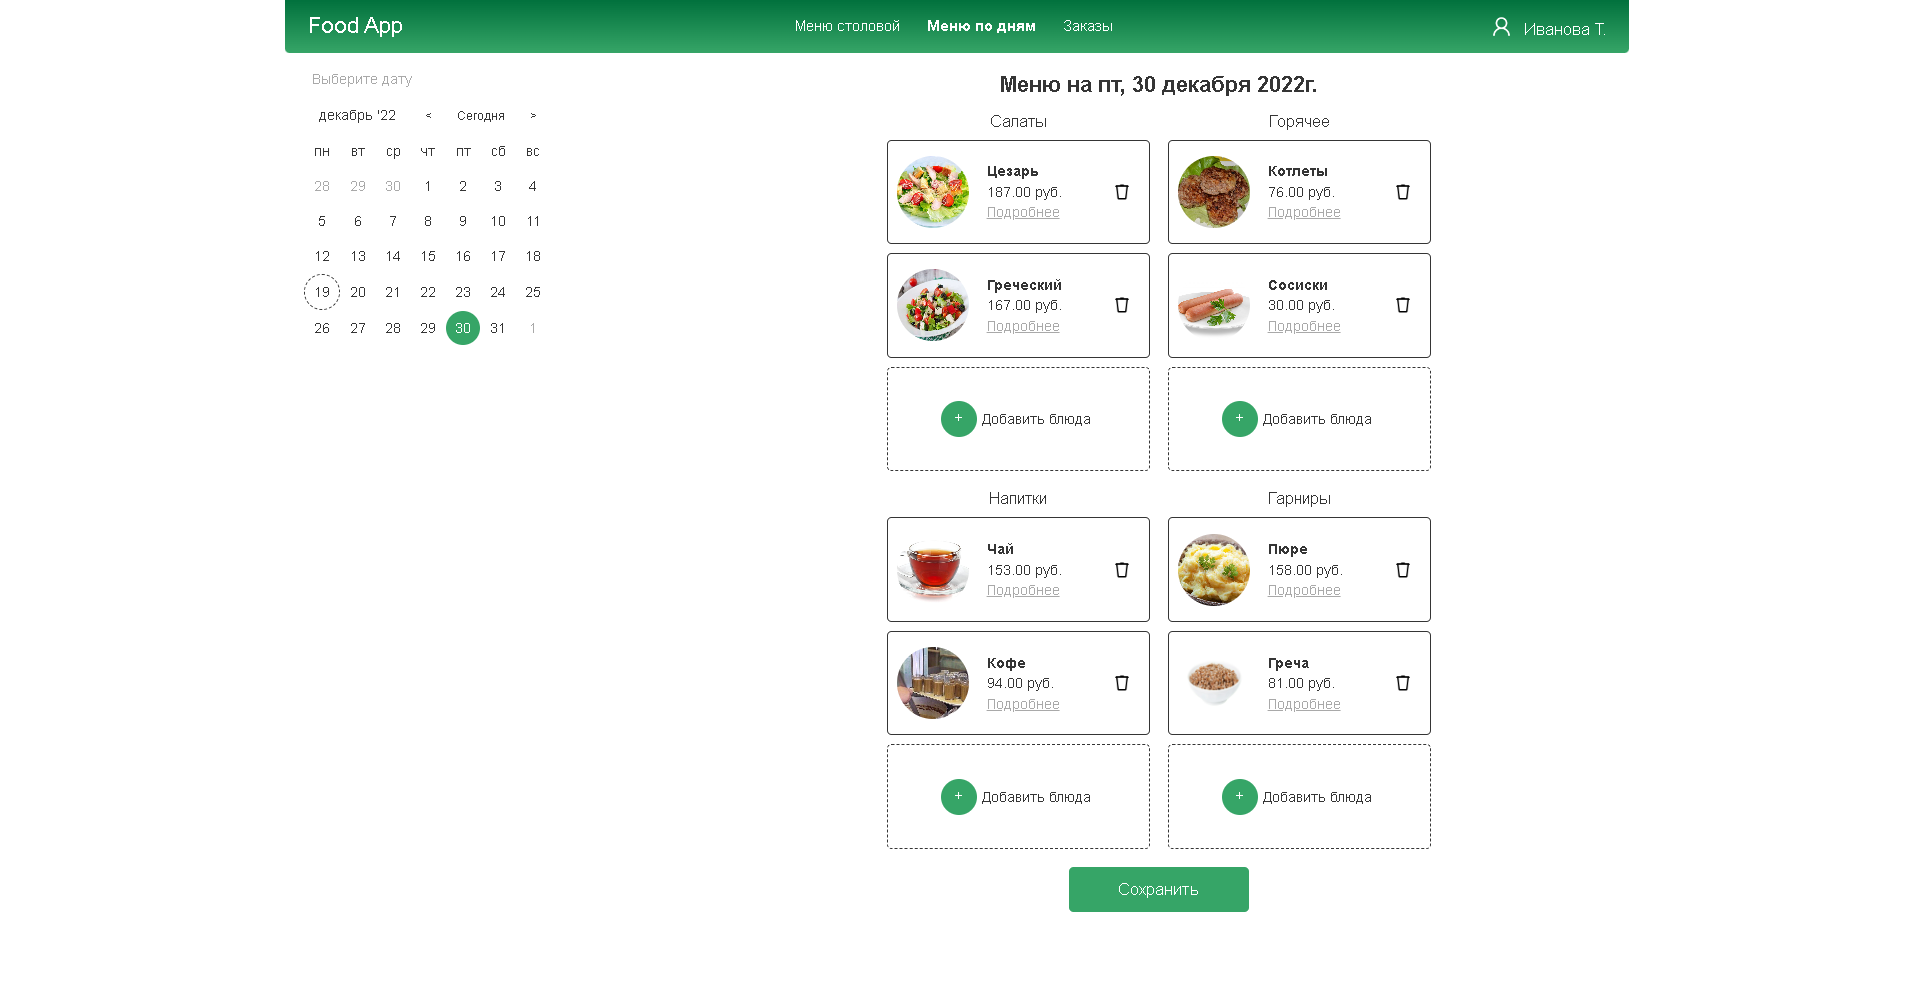 Food App
Меню столовой Меню по дням Заказы
Иванова Т.
Выберите дату
декабрь '22 < Сегодня >
пн вт ср чт пт сб вс
28 29 30 1 2 3 4
5 6 7 8 9 10 11
12 13 14 15 16 17 18
19 20 21 22 23 24 25
26 27 28 29 30 31 1
Меню на пт, 30 декабря 2022г.
Салаты
Цезарь
187.00 руб.
Подробнее
Греческий
167.00 руб.
Подробнее
+ Добавить блюда
Горячее
Котлеты
76.00 руб.
Подробнее
Сосиски
30.00 руб.
Подробнее
+ Добавить блюда
Напитки
Чай
153.00 руб.
Подробнее
Кофе
94.00 руб.
Подробнее
+ Добавить блюда
Гарниры
Пюре
158.00 руб.
Подробнее
Греча
81.00 руб.
Подробнее
+ Добавить блюда
Сохранить